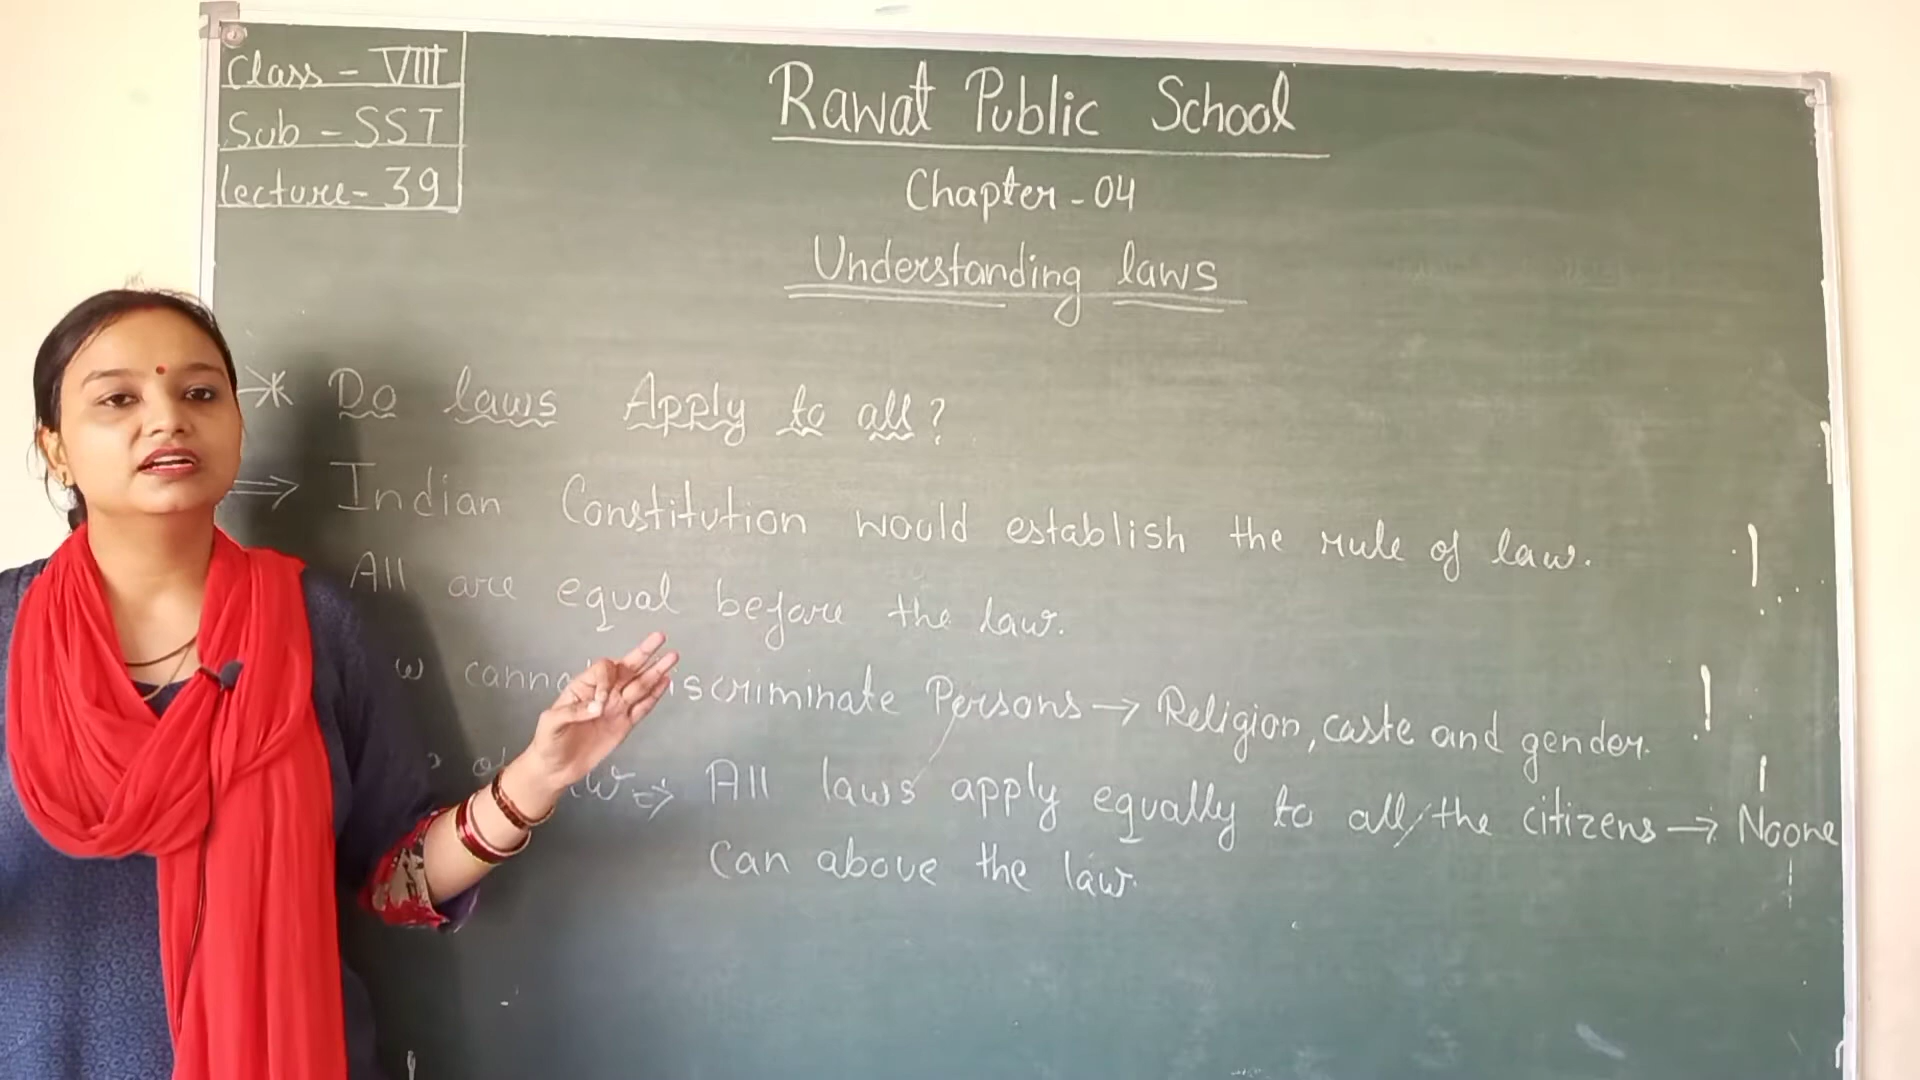 Class - VIII
Sub - SST
Lecture - 39
Rawat Public School
Chapter - 04
Understanding laws
Do laws Apply to all?
⇒ Indian Constitution would establish the rule of law.
All are equal before the law.
w cannot discriminate Persons → Religion, caste and gender.
⇒ All laws apply equally to all/the citizens → Noone
Can above the law.